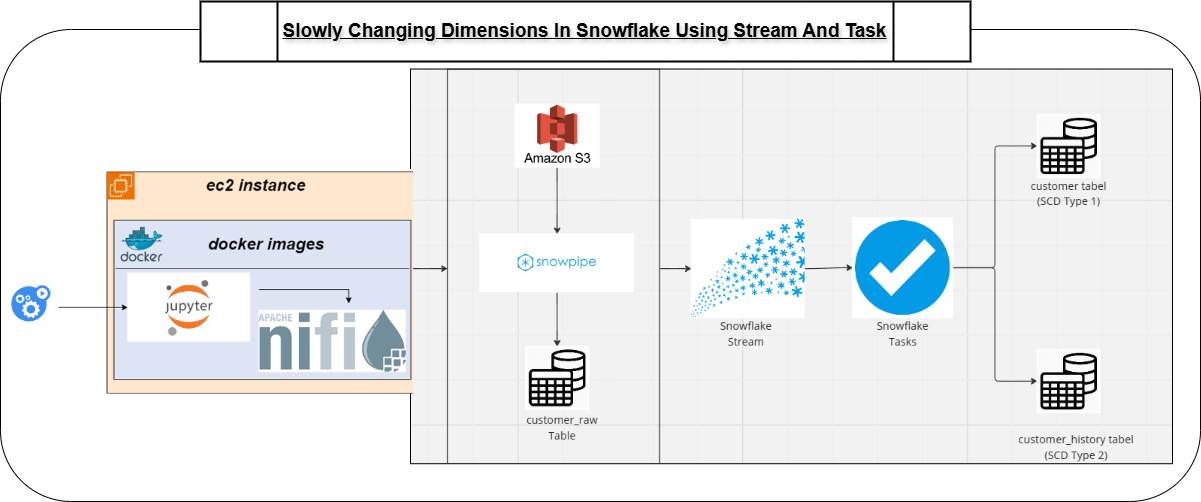 Slowly Changing Dimensions In Snowflake Using Stream And Task
ec2 instance
docker
docker images
jupyter
APACHE
nifi
Amazon S3
snowpipe
customer_raw
Table
Snowflake
Stream
Snowflake
Tasks
customer tabel
(SCD Type 1)
customer_history tabel
(SCD Type 2)